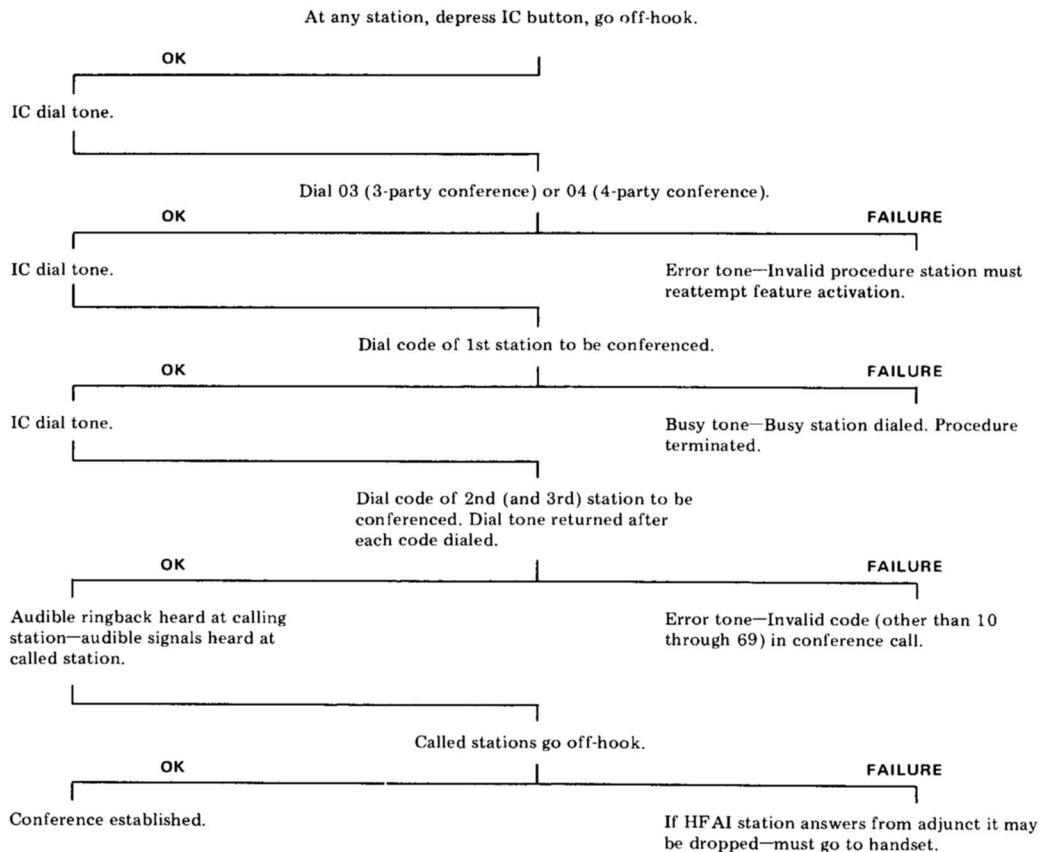 At any station, depress IC button, go off-hook.
OK
IC dial tone.
Dial 03 (3-party conference) or 04 (4-party conference).
OK
FAILURE
IC dial tone.
Error tone—Invalid procedure station must
reattempt feature activation.
Dial code of 1st station to be conferenced.
OK
FAILURE
IC dial tone.
Busy tone—Busy station dialed. Procedure
terminated.
Dial code of 2nd (and 3rd) station to be
conferenced. Dial tone returned after
each code dialed.
OK
FAILURE
Audible ringback heard at calling
station—audible signals heard at
called station.
Error tone—Invalid code (other than 10
through 69) in conference call.
Called stations go off-hook.
OK
FAILURE
Conference established.
If HFAI station answers from adjunct it may
be dropped—must go to handset.